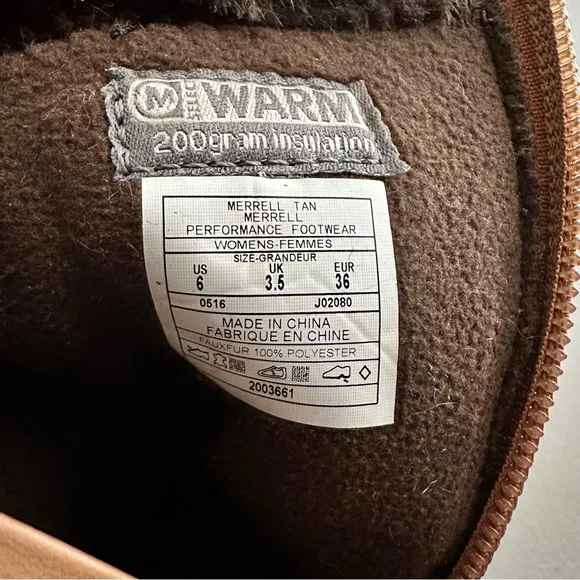 M SELECT WARM
200gram insulation
MERRELL TAN
MERRELL
PERFORMANCE FOOTWEAR
WOMENS-FEMMES
SIZE-GRANDEUR
US UK EUR
6 3.5 36
0516 J02080
MADE IN CHINA
FABRIQUE EN CHINE
FAUXFUR 100% POLYESTER
2003661